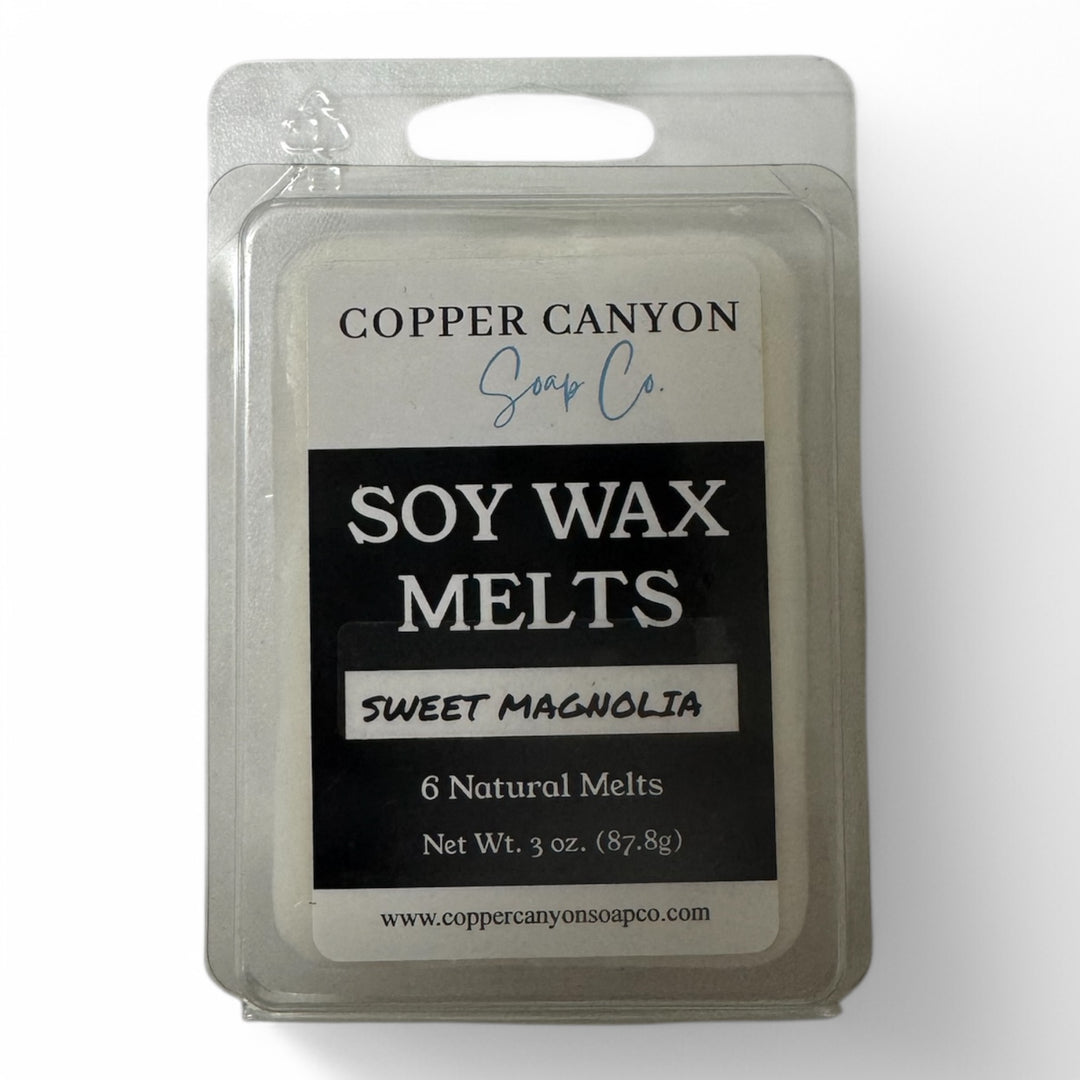 COPPER CANYON
Soap Co.
SOY WAX
MELTS
SWEET MAGNOLIA
6 Natural Melts
Net Wt. 3 oz. (87.8g)
www.coppercanyonsoapco.com